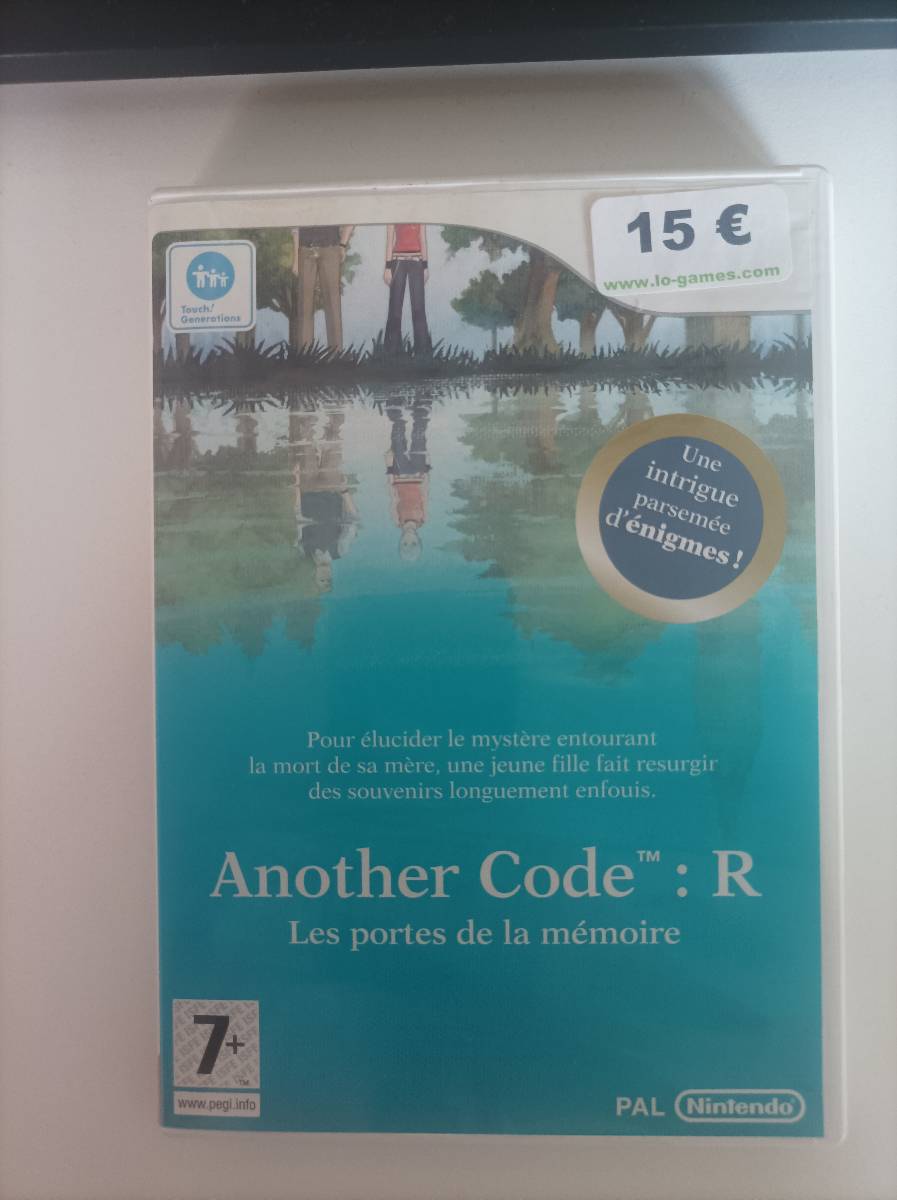 15 €
www.lo-games.com
Touch!
Generations
Une
intrigue
parsemée
d'énigmes !
Pour élucider le mystère entourant
la mort de sa mère, une jeune fille fait resurgir
des souvenirs longuement enfouis.
Another Code™ : R
Les portes de la mémoire
7+
TM
www.pegi.info
PAL Nintendo®